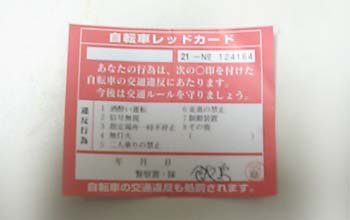 自転車レッドカード
21-№ 124164
あなたの行為は、次の○印を付けた
自転車の交通違反にあたります。
今後は交通ルールを守りましょう。
違反行為
1 酒酔い運転
2 信号無視
3 指定場所一時不停止
4 無灯火
5 二人乗りの禁止
6
の禁止
7 制動装置
8 その他
( )
年 月 日
警察署・隊
自転車の交通違反も処罰されます。